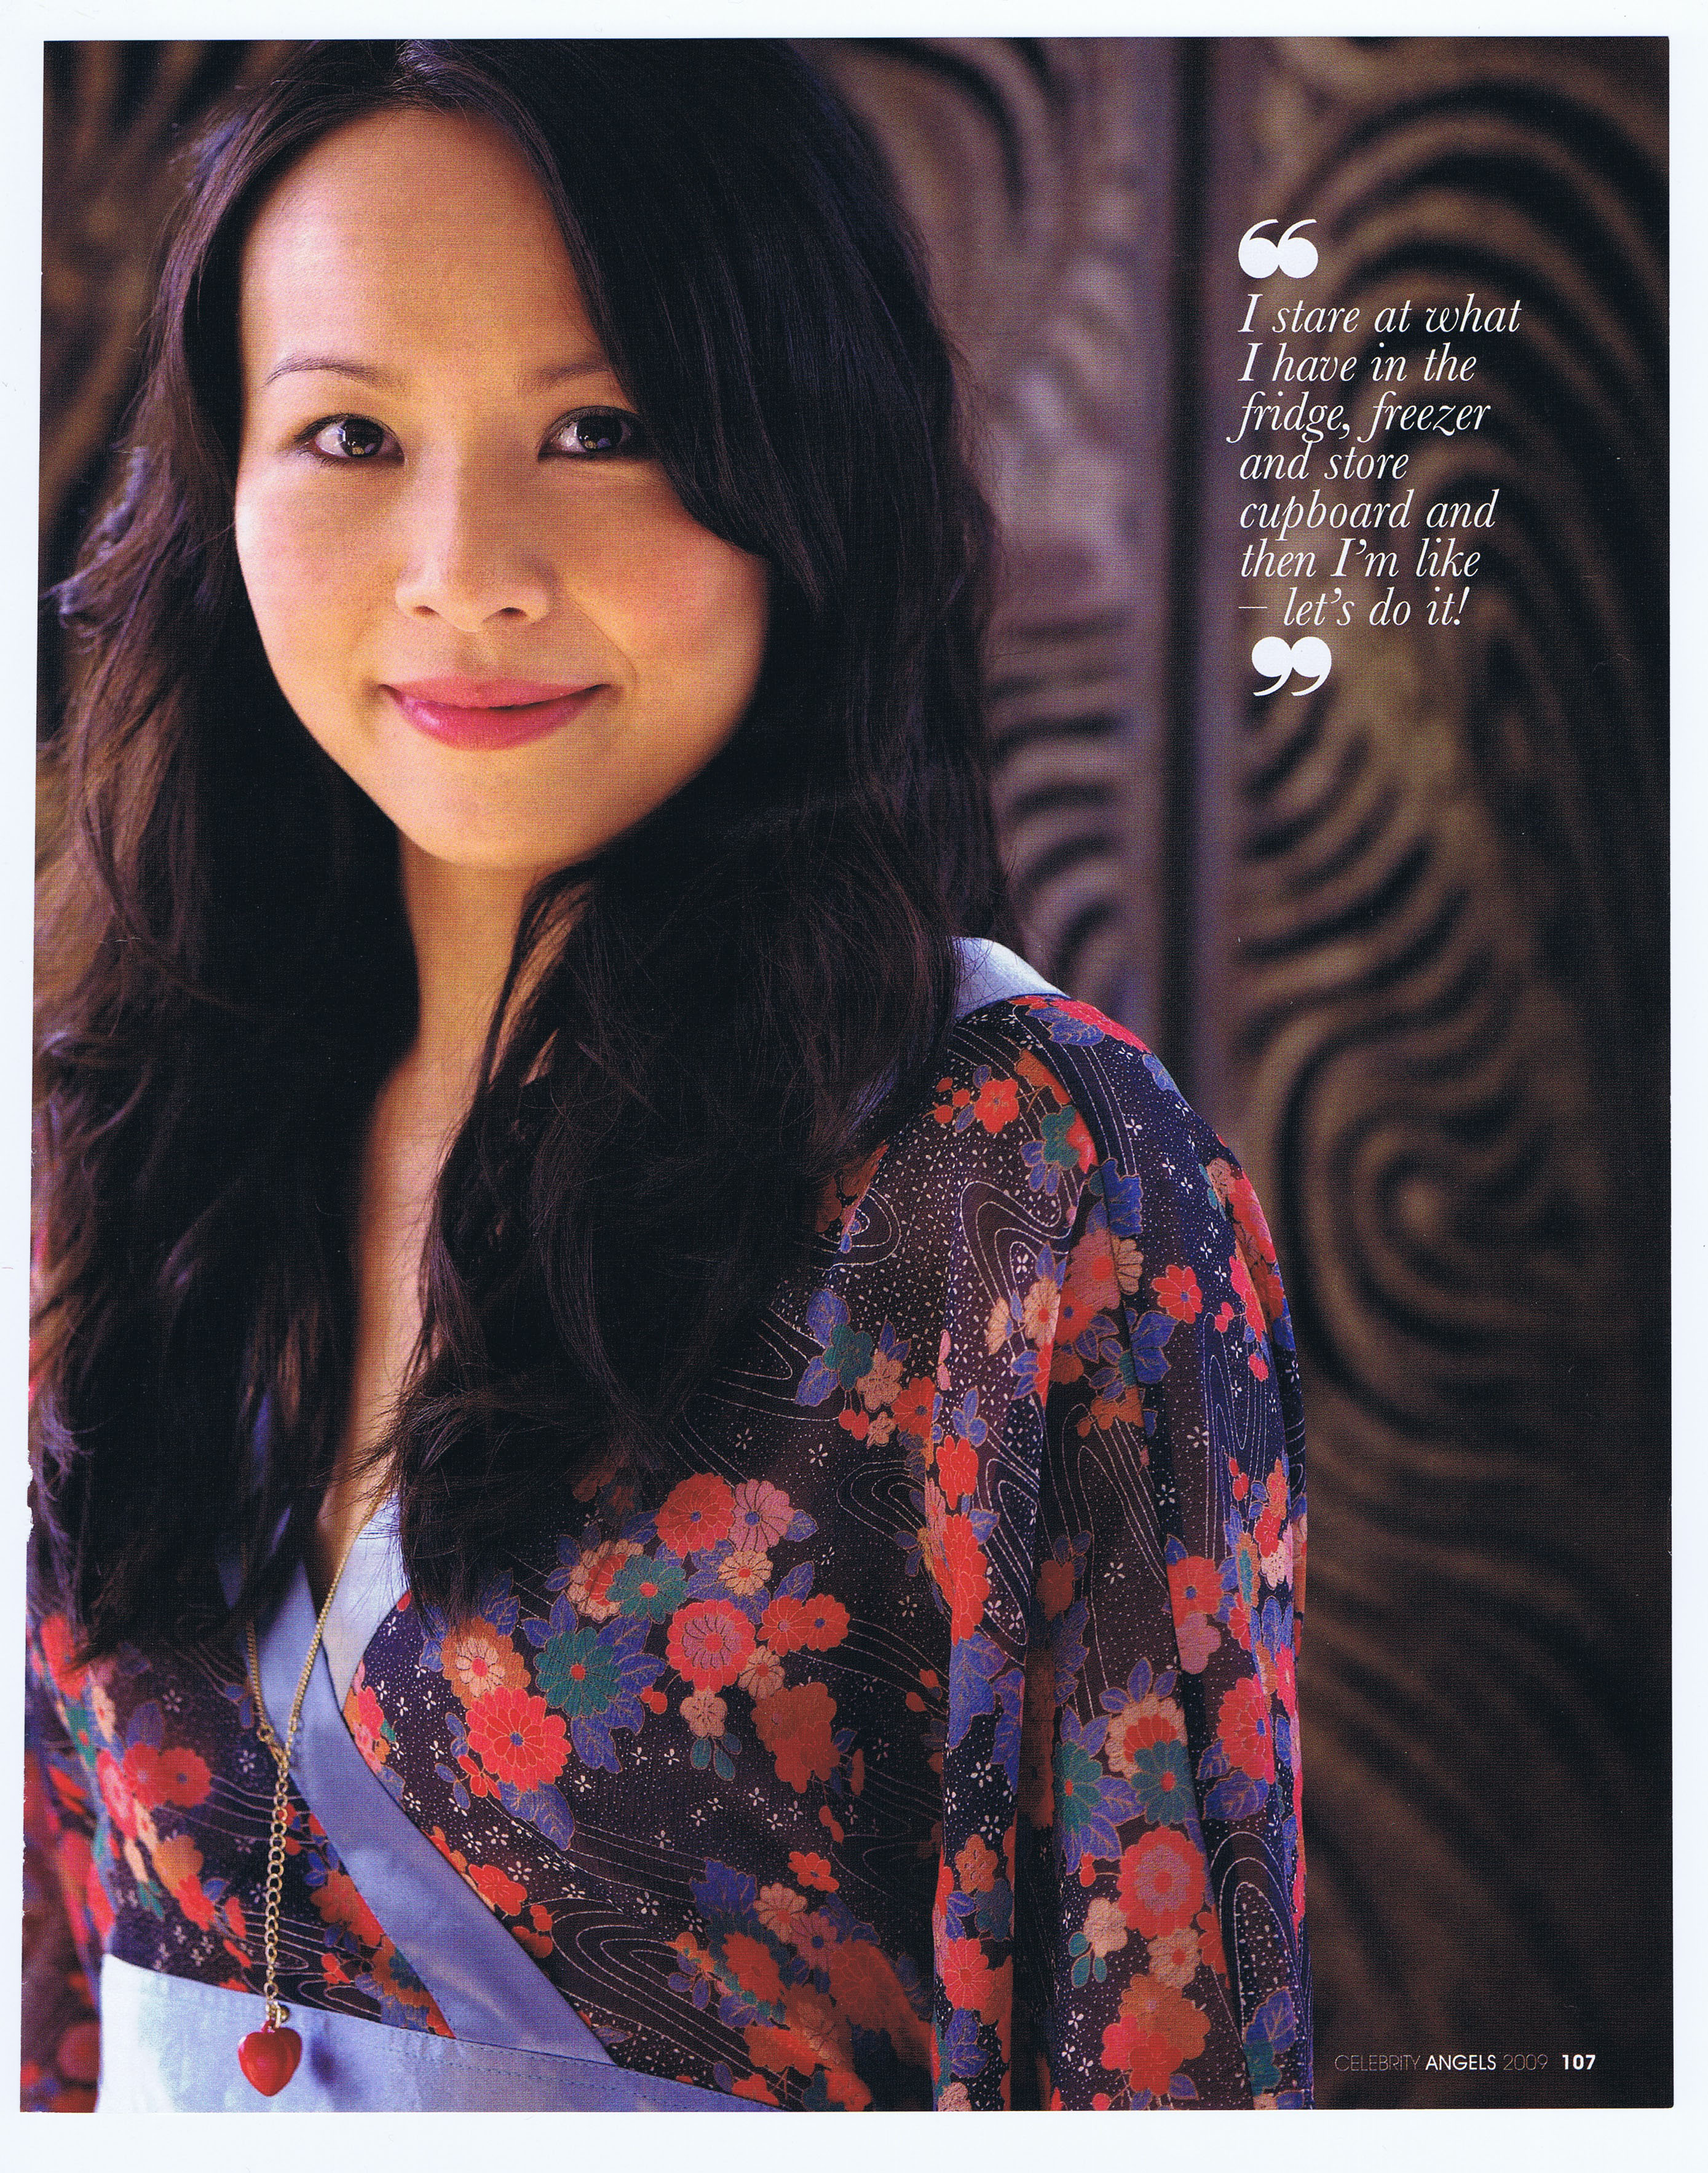 “
I stare at what
I have in the
fridge, freezer
and store
cupboard and
then I’m like
– let’s do it!
”
CELEBRITY ANGELS 2009 107